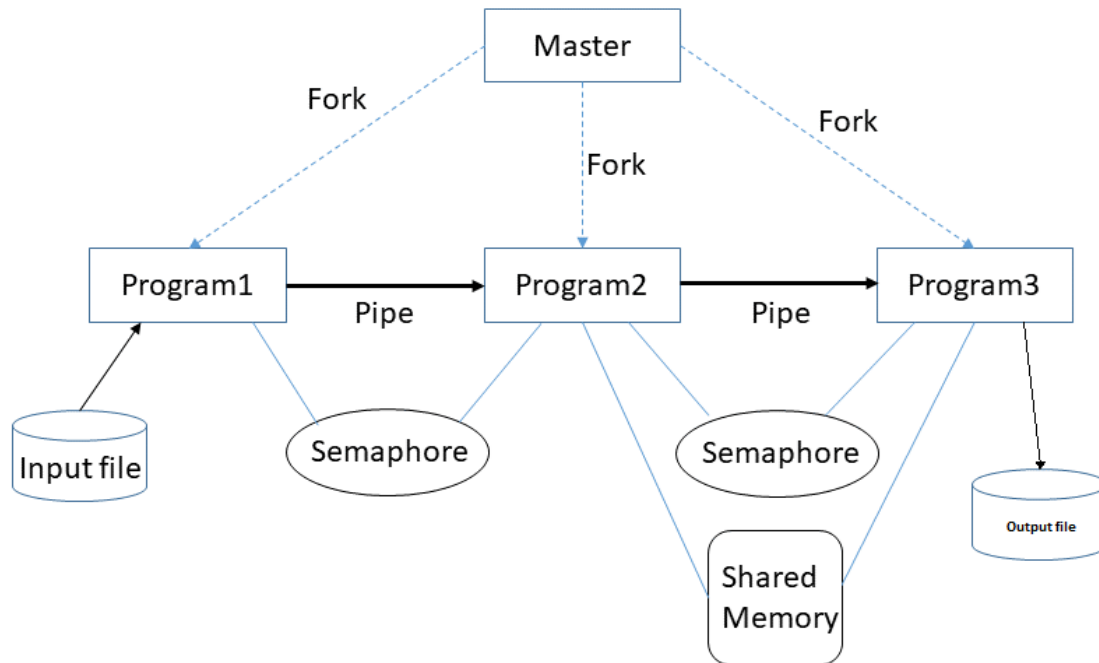 Master
Fork
Fork
Fork
Program1
Program2
Program3
Pipe
Pipe
Input file
Semaphore
Semaphore
Output file
Shared
Memory